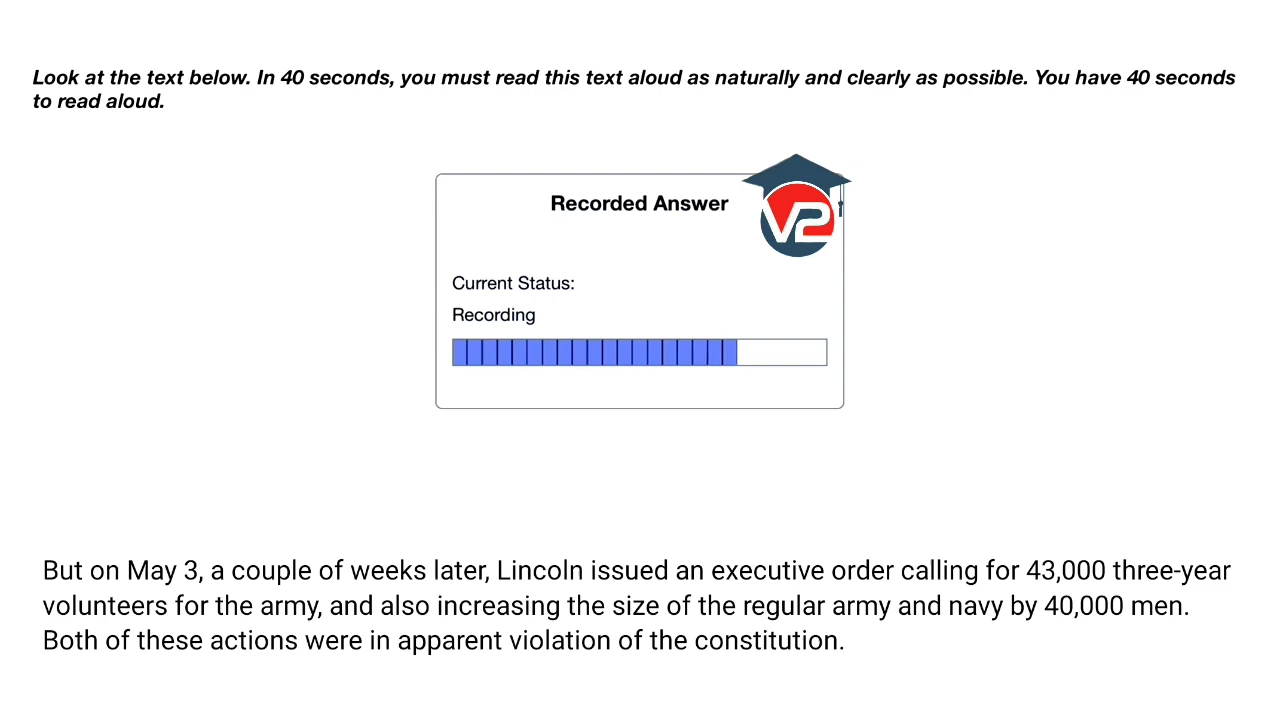 Look at the text below. In 40 seconds, you must read this text aloud as naturally and clearly as possible. You have 40 seconds
to read aloud.
Recorded Answer
V2
Current Status:
Recording
But on May 3, a couple of weeks later, Lincoln issued an executive order calling for 43,000 three-year
volunteers for the army, and also increasing the size of the regular army and navy by 40,000 men.
Both of these actions were in apparent violation of the constitution.